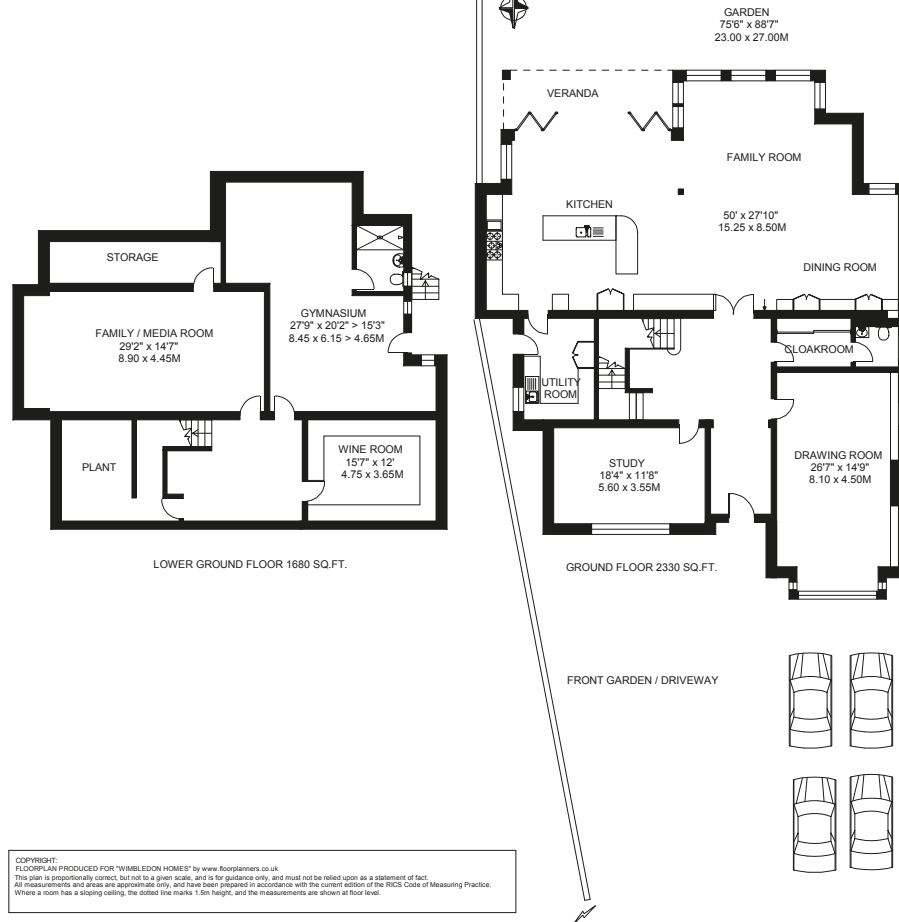 GARDEN
75'6" x 88'7"
23.00 x 27.00M
VERANDA
FAMILY ROOM
KITCHEN
50' x 27'10"
15.25 x 8.50M
DINING ROOM
STORAGE
GYMNASIUM
27'9" x 20'2" > 15'3"
8.45 x 6.15 > 4.65M
FAMILY / MEDIA ROOM
29'2" x 14'7"
8.90 x 4.45M
CLOAKROOM
UTILITY
ROOM
PLANT
WINE ROOM
15'7" x 12'
4.75 x 3.65M
STUDY
18'4" x 11'8"
5.60 x 3.55M
DRAWING ROOM
26'7" x 14'9"
8.10 x 4.50M
LOWER GROUND FLOOR 1680 SQ.FT.
GROUND FLOOR 2330 SQ.FT.
FRONT GARDEN / DRIVEWAY
COPYRIGHT:
FLOORPLAN PRODUCED FOR "WIMBLEDON HOMES" by www.floorplanners.co.uk
This plan is proportionally correct, but not to a given scale, and is for guidance only, and must not be relied upon as a statement of fact.
All measurements and areas are approximate only, and have been prepared in accordance with the current edition of the RICS Code of Measuring Practice.
Where a room has a sloping ceiling, the dotted line marks 1.5m height, and the measurements are shown at floor level.